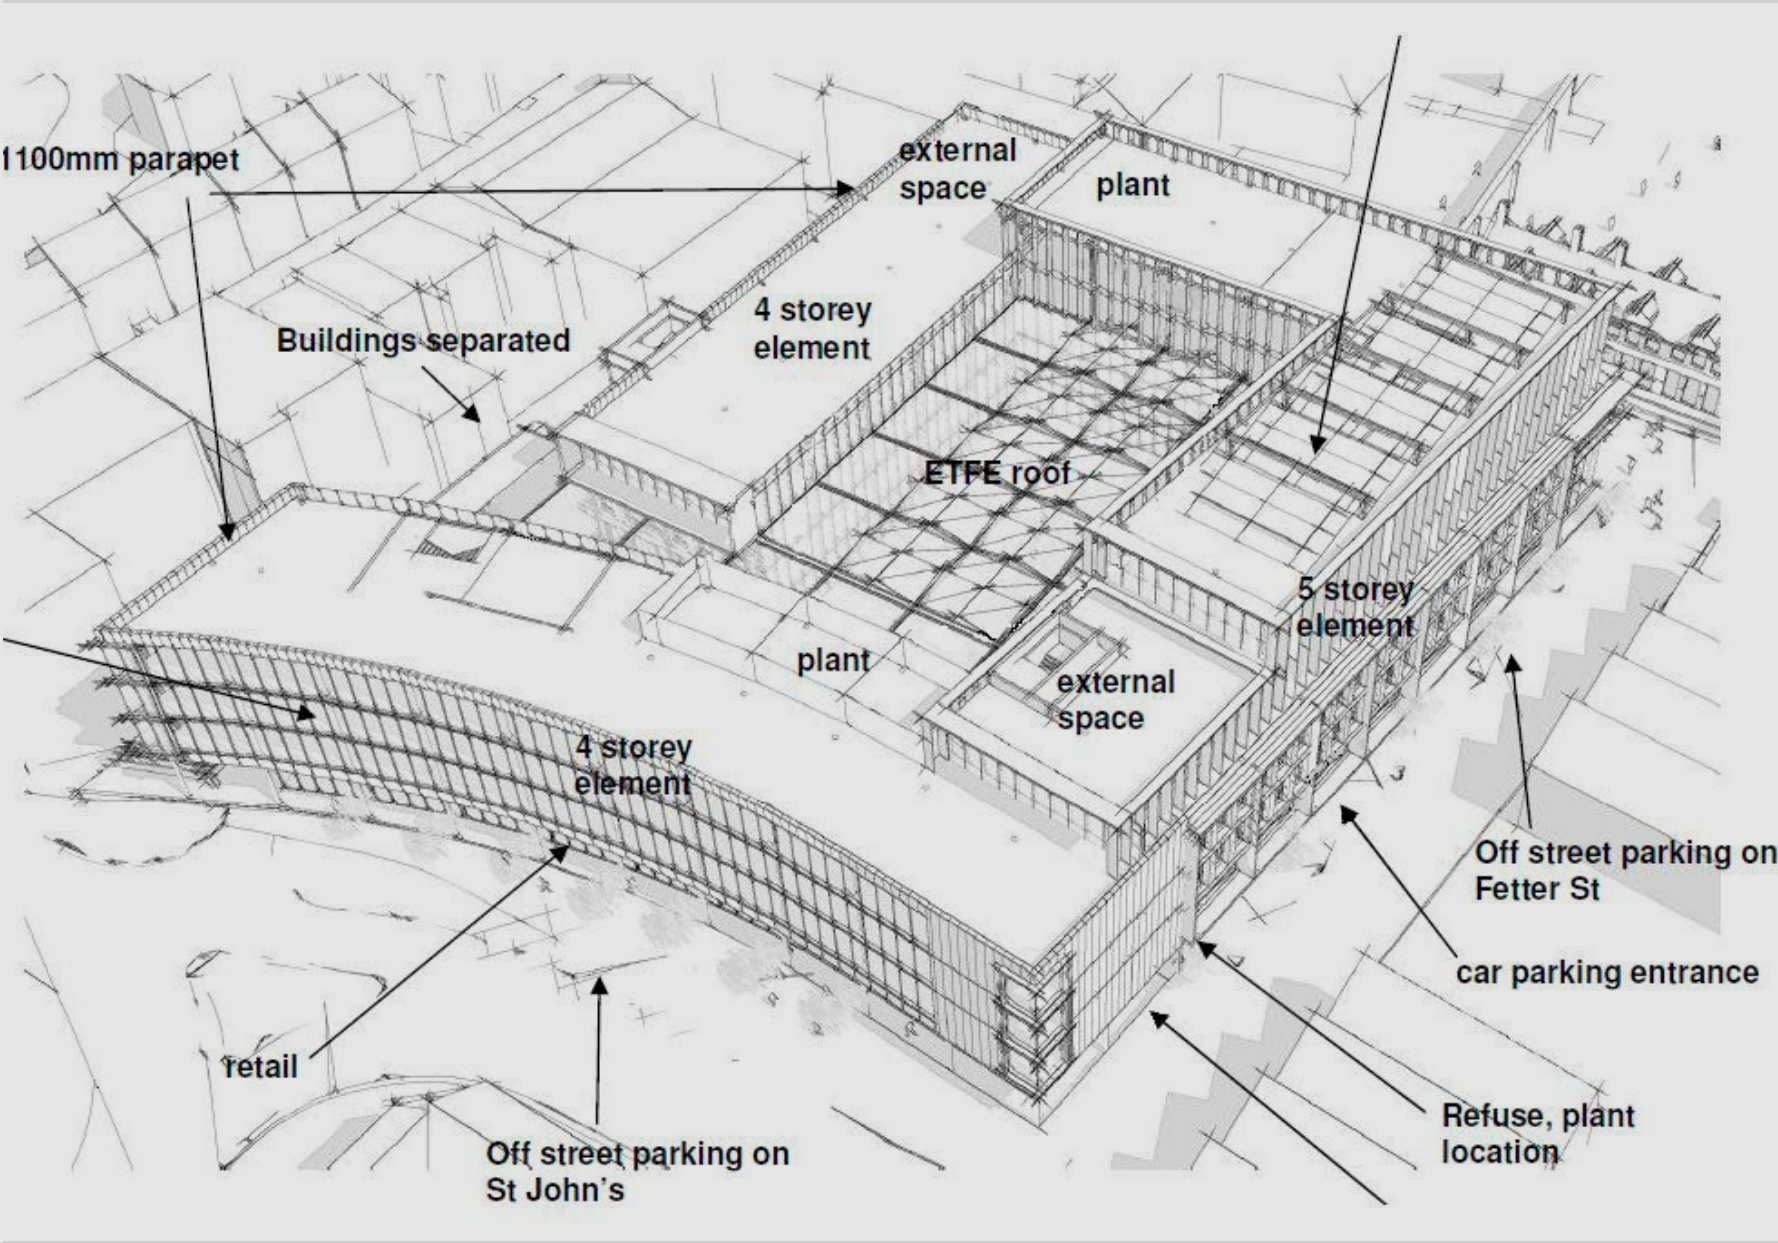 1100mm parapet
external
space
plant
4 storey
element
Buildings separated
ETFE roof
5 storey
element
plant
external
space
4 storey
element
Off street parking on
Fetter St
car parking entrance
retail
Refuse, plant
location
Off street parking on
St John’s